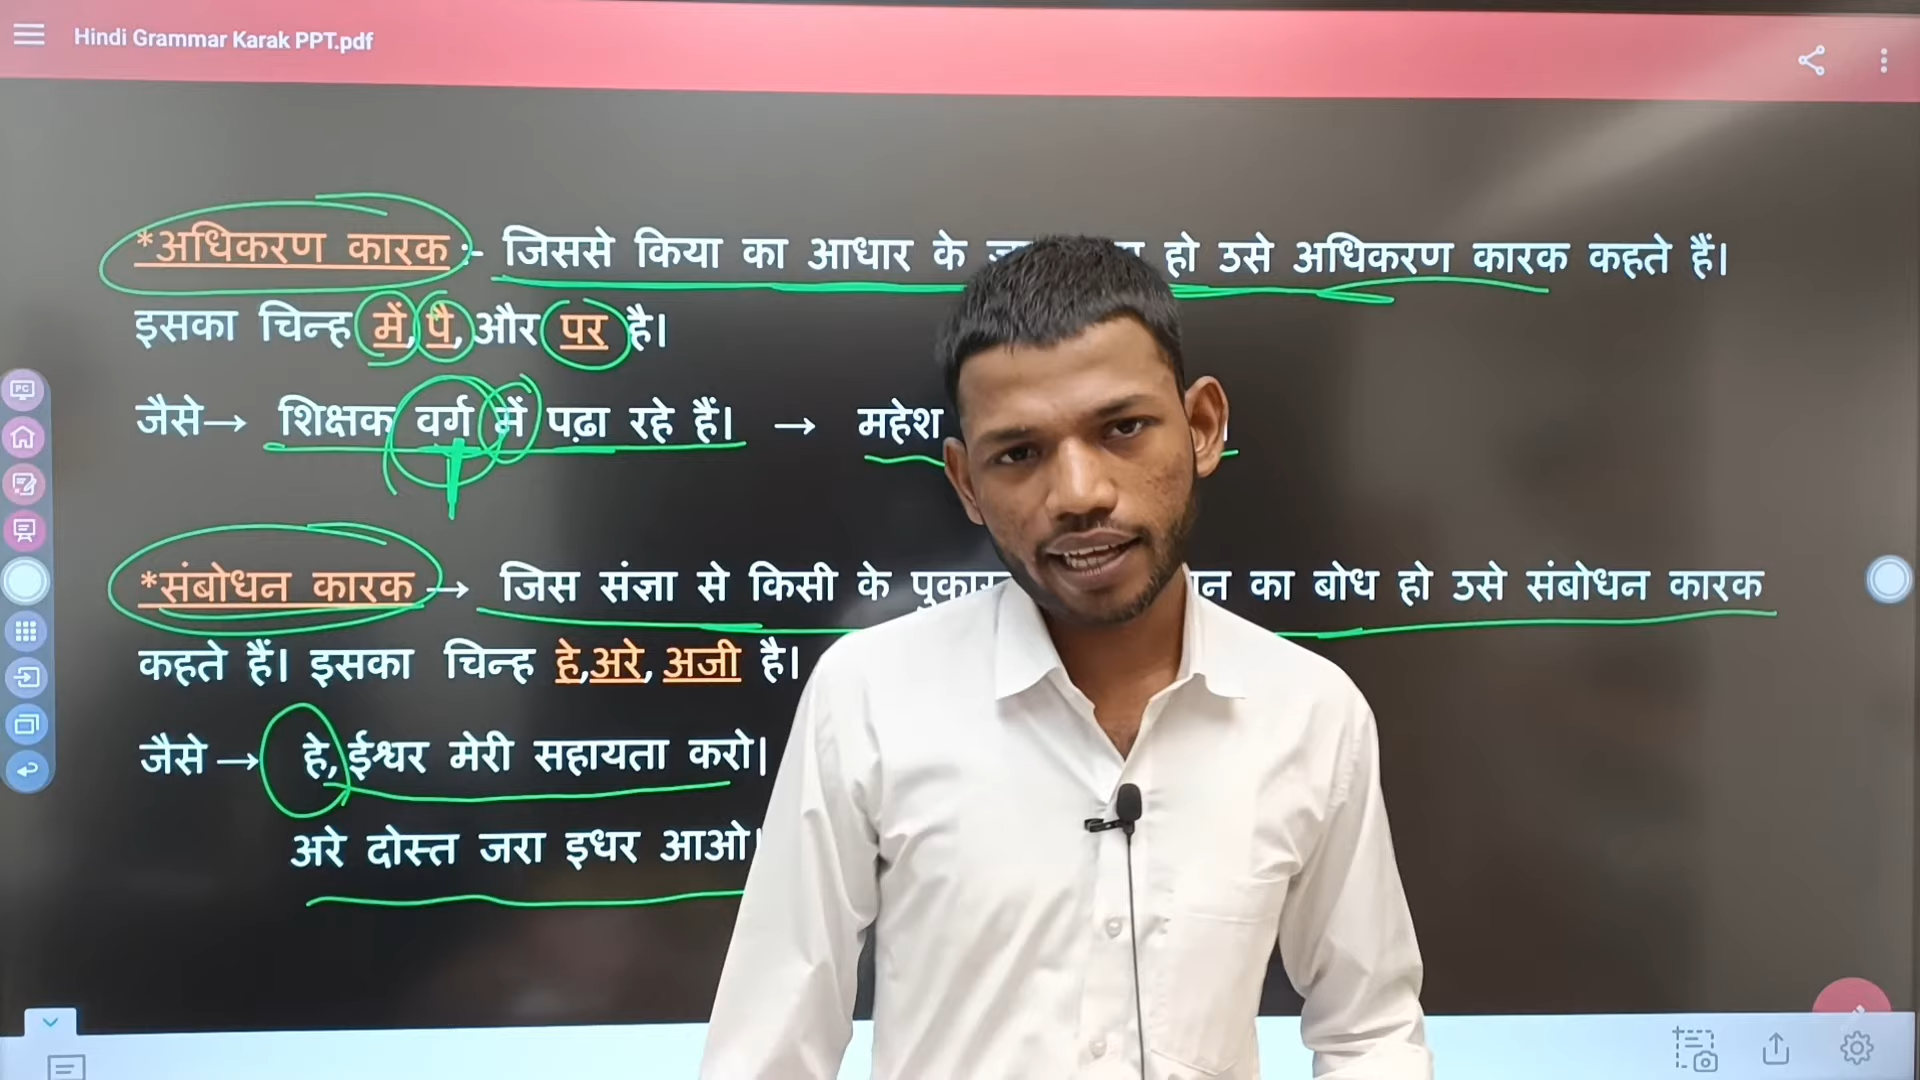 Hindi Grammar Karak PPT.pdf
*अधिकरण कारक :- जिससे किया का आधार के हो उसे अधिकरण कारक कहते हैं।
इसका चिन्ह में, पै, और पर है।
जैसे→ शिक्षक वर्ग में पढ़ा रहे हैं। → महेश
*संबोधन कारक → जिस संज्ञा से किसी के का बोध हो उसे संबोधन कारक
कहते हैं। इसका चिन्ह हे,अरे, अजी है।
जैसे → हे, ईश्वर मेरी सहायता करो|
अरे दोस्त जरा इधर आओ।
PC